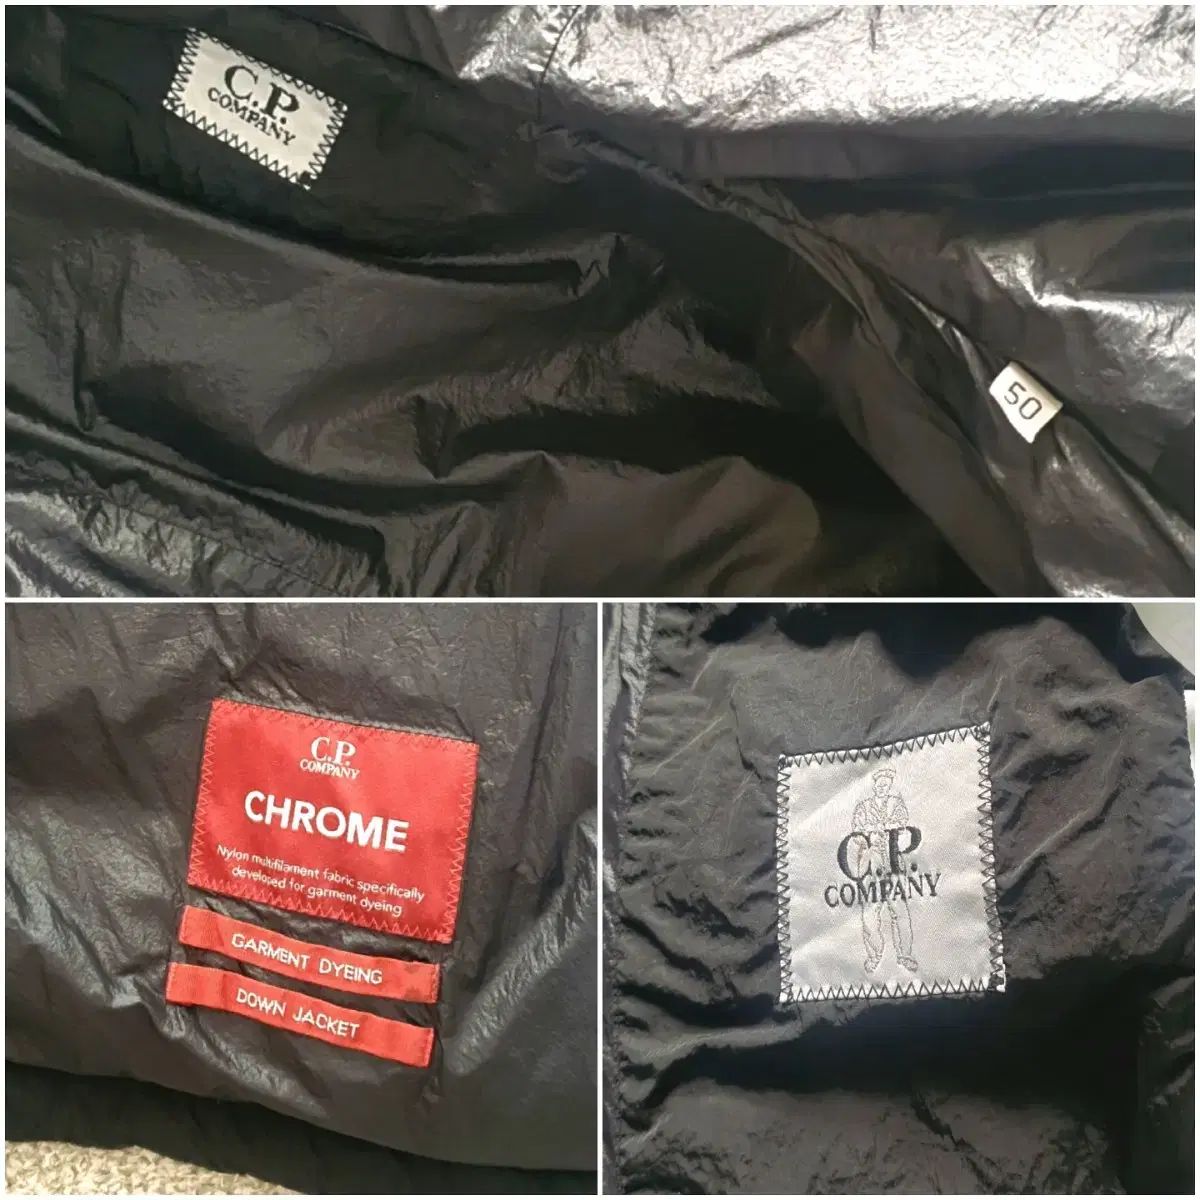 C.P.
COMPANY
50
C.P.
COMPANY
CHROME
Nylon multifilament fabric specifically
developed for garment dyeing
GARMENT DYEING
DOWN JACKET
C.P.
COMPANY